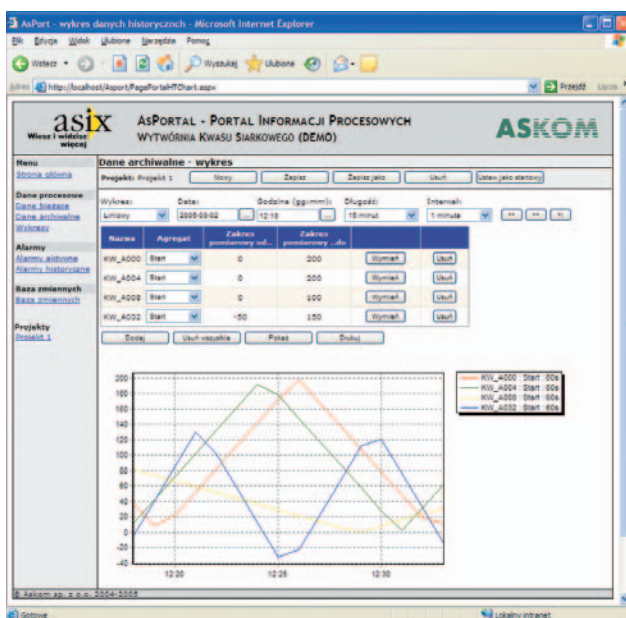 AsPort - wykres danych historycznch - Microsoft Internet Explorer
Plik Edycja Widok Ulubione Narzędzia Pomoc
Wstecz Wyszukaj Ulubione
Adres http://localhost/Asport/PagePortalHTChart.aspx Przejdź Łącza
asix
Wiesz i widzisz więcej
ASPORTAL - PORTAL INFORMACJI PROCESOWYCH
WYTWÓRNIA KWASU SIARKOWEGO (DEMO)
ASKOM
Menu
Strona główna
Dane procesowe
Dane bieżące
Dane archiwalne
Wykresy
Alarmy
Alarmy aktywne
Alarmy historyczne
Baza zmiennych
Baza zmiennych
Projekty
Projekt 1
Dane archiwalne - wykres
Projekt: Projekt 1 Nowy Zapisz Zapisz jako Usuń Ustaw jako startowy
Wykres: Data: Godzina (gg:mm): Długość: Interwał:
Liniowy ... 12:18 ... 15 minut 1 minuta << >> >|
Nazwa Agregat Zakres pomiarowy od... Zakres pomiarowy ...do
KW_A000 Start 0 200 Wymień Usuń
KW_A004 Start 0 200 Wymień Usuń
KW_A008 Start 0 100 Wymień Usuń
KW_A032 Start -50 150 Wymień Usuń
Dodaj Usuń wszystkie Pokaż Drukuj
200
180
160
140
120
100
80
60
40
20
0
-20
-40
12:20 12:25 12:30
KW_A000 : Start : 60s
KW_A004 : Start : 60s
KW_A008 : Start : 60s
KW_A032 : Start : 60s
© Askom sp. z o.o. 2004-2005
Gotowe Lokalny intranet